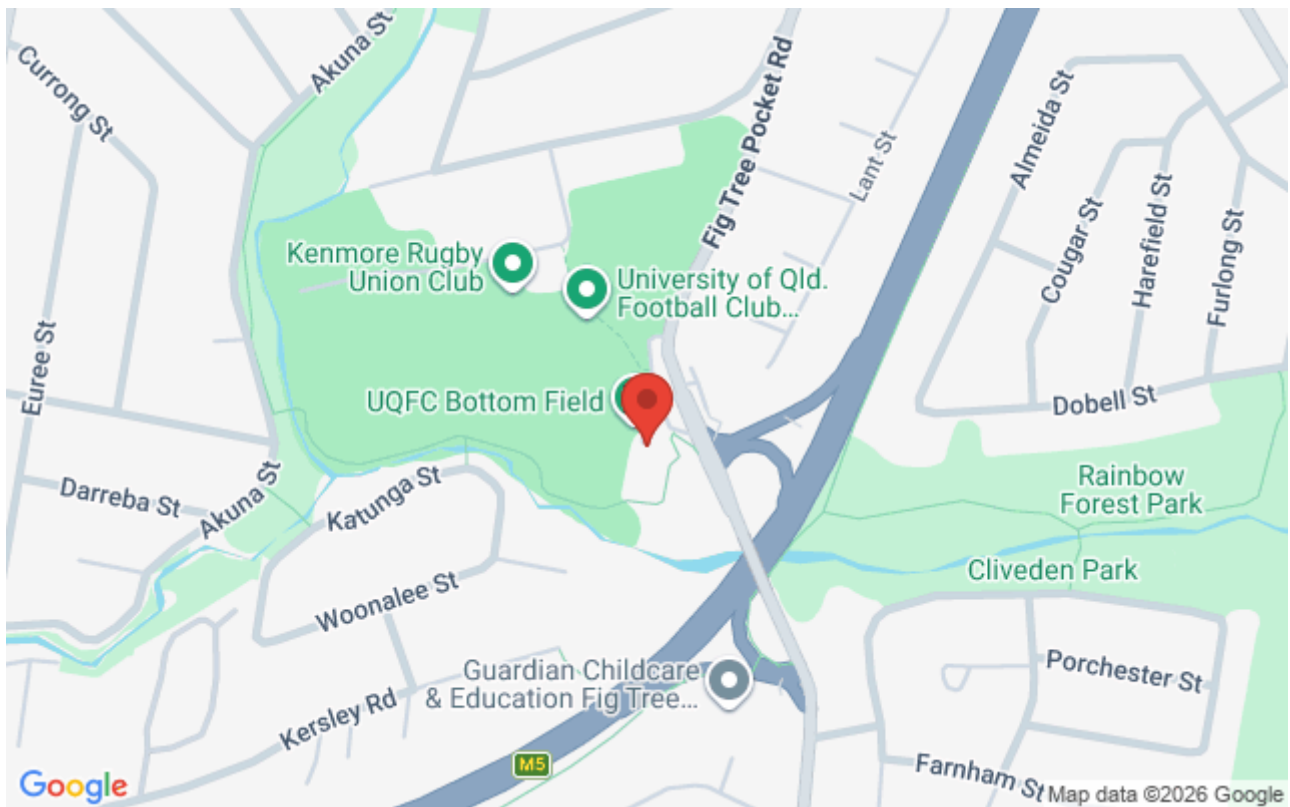 Currong St
Akuna St
Fig Tree Pocket Rd
Lant St
Almeida St
Cougar St
Harefield St
Furlong St
Kenmore Rugby
Union Club
University of Qld.
Football Club...
Euree St
UQFC Bottom Field
Dobell St
Darreba St
Akuna St
Katunga St
Rainbow
Forest Park
Cliveden Park
Woonalee St
Guardian Childcare
& Education Fig Tree...
Porchester St
Kersley Rd
M5
Farnham St
Google
Map data ©2026 Google